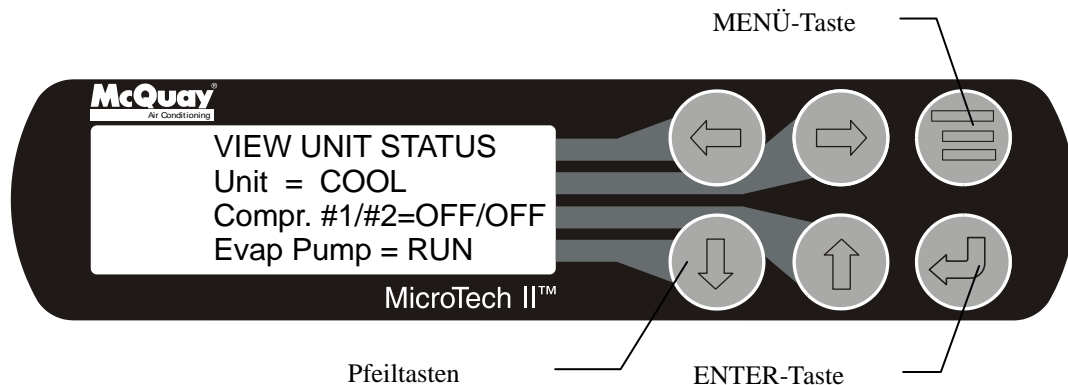 MENÜ-Taste
McQuay®
Air Conditioning
VIEW UNIT STATUS
Unit = COOL
Compr. #1/#2=OFF/OFF
Evap Pump = RUN
MicroTech II™
Pfeiltasten
ENTER-Taste